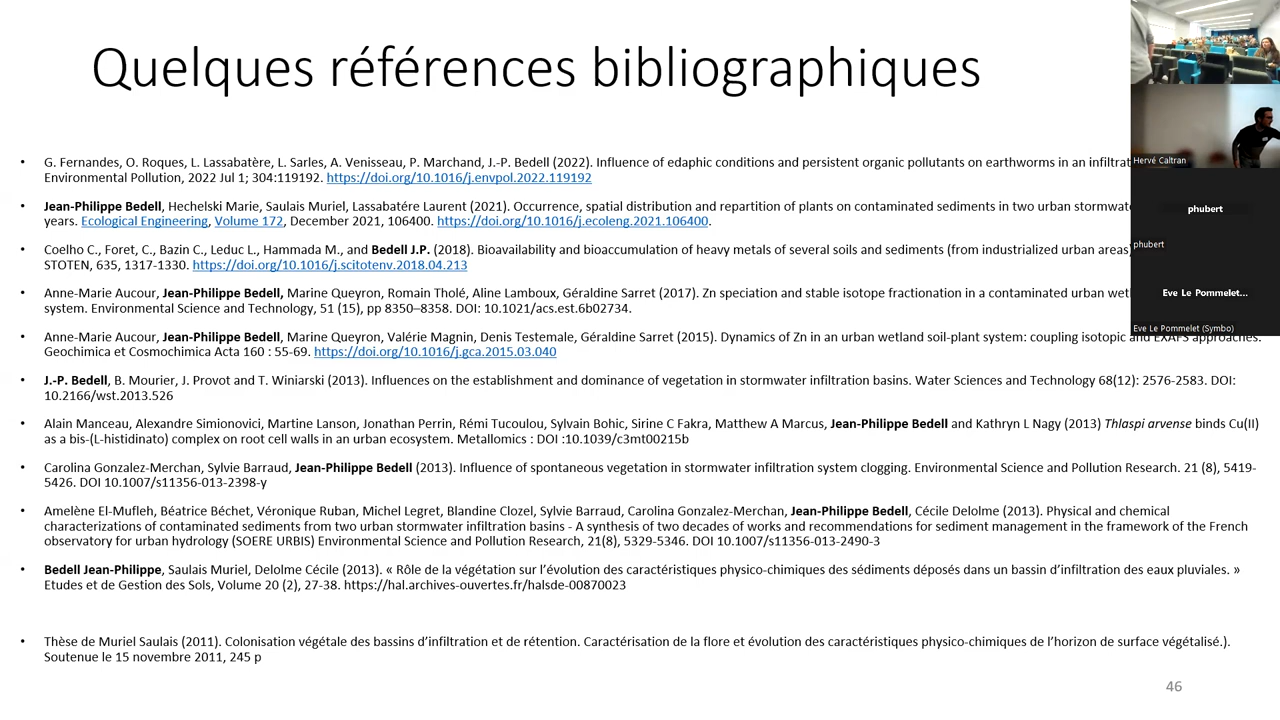 Quelques références bibliographiques
• G. Fernandes, O. Roques, L. Lassabatère, L. Sarles, A. Venisseau, P. Marchand, J.-P. Bedell (2022). Influence of edaphic conditions and persistent organic pollutants on earthworms in an
Environmental Pollution, 2022 Jul 1; 304:119192. https://doi.org/10.1016/j.envpol.2022.119192
• Jean-Philippe Bedell, Hechelski Marie, Saulais Muriel, Lassabatére Laurent (2021). Occurrence, spatial distribution and repartition of plants on contaminated sediments in two urban
years. Ecological Engineering, Volume 172, December 2021, 106400. https://doi.org/10.1016/j.ecoleng.2021.106400.
• Coelho C., Foret, C., Bazin C., Leduc L., Hammada M., and Bedell J.P. (2018). Bioavailability and bioaccumulation of heavy metals of several soils and sediments (from industrialized urban areas)
STOTEN, 635, 1317-1330. https://doi.org/10.1016/j.scitotenv.2018.04.213
• Anne-Marie Aucour, Jean-Philippe Bedell, Marine Queyron, Romain Tholé, Aline Lamboux, Géraldine Sarret (2017). Zn speciation and stable isotope fractionation in a contaminated urban
system. Environmental Science and Technology, 51 (15), pp 8350–8358. DOI: 10.1021/acs.est.6b02734.
• Anne-Marie Aucour, Jean-Philippe Bedell, Marine Queyron, Valérie Magnin, Denis Testemale, Géraldine Sarret (2015). Dynamics of Zn in an urban wetland soil-plant system: coupling isotopic and EXAFS approaches.
Geochimica et Cosmochimica Acta 160 : 55-69. https://doi.org/10.1016/j.gca.2015.03.040
• J.-P. Bedell, B. Mourier, J. Provot and T. Winiarski (2013). Influences on the establishment and dominance of vegetation in stormwater infiltration basins. Water Sciences and Technology 68(12): 2576-2583. DOI:
10.2166/wst.2013.526
• Alain Manceau, Alexandre Simionovici, Martine Lanson, Jonathan Perrin, Rémi Tucoulou, Sylvain Bohic, Sirine C Fakra, Matthew A Marcus, Jean-Philippe Bedell and Kathryn L Nagy (2013) Thlaspi arvense binds Cu(II)
as a bis-(L-histidinato) complex on root cell walls in an urban ecosystem. Metallomics : DOI :10.1039/c3mt00215b
• Carolina Gonzalez-Merchan, Sylvie Barraud, Jean-Philippe Bedell (2013). Influence of spontaneous vegetation in stormwater infiltration system clogging. Environmental Science and Pollution Research. 21 (8), 5419-
5426. DOI 10.1007/s11356-013-2398-y
• Amelène El-Mufleh, Béatrice Béchet, Véronique Ruban, Michel Legret, Blandine Clozel, Sylvie Barraud, Carolina Gonzalez-Merchan, Jean-Philippe Bedell, Cécile Delolme (2013). Physical and chemical
characterizations of contaminated sediments from two urban stormwater infiltration basins - A synthesis of two decades of works and recommendations for sediment management in the framework of the French
observatory for urban hydrology (SOERE URBIS) Environmental Science and Pollution Research, 21(8), 5329-5346. DOI 10.1007/s11356-013-2490-3
• Bedell Jean-Philippe, Saulais Muriel, Delolme Cécile (2013). « Rôle de la végétation sur l’évolution des caractéristiques physico-chimiques des sédiments déposés dans un bassin d’infiltration des eaux pluviales. »
Etudes et de Gestion des Sols, Volume 20 (2), 27-38. https://hal.archives-ouvertes.fr/halsde-00870023
• Thèse de Muriel Saulais (2011). Colonisation végétale des bassins d’infiltration et de rétention. Caractérisation de la flore et évolution des caractéristiques physico-chimiques de l’horizon de surface végétalisé.).
Soutenue le 15 novembre 2011, 245 p
46
Hervé Caltran
phubert
phubert
Eve Le Pommelet...
Eve Le Pommelet (Symbo)